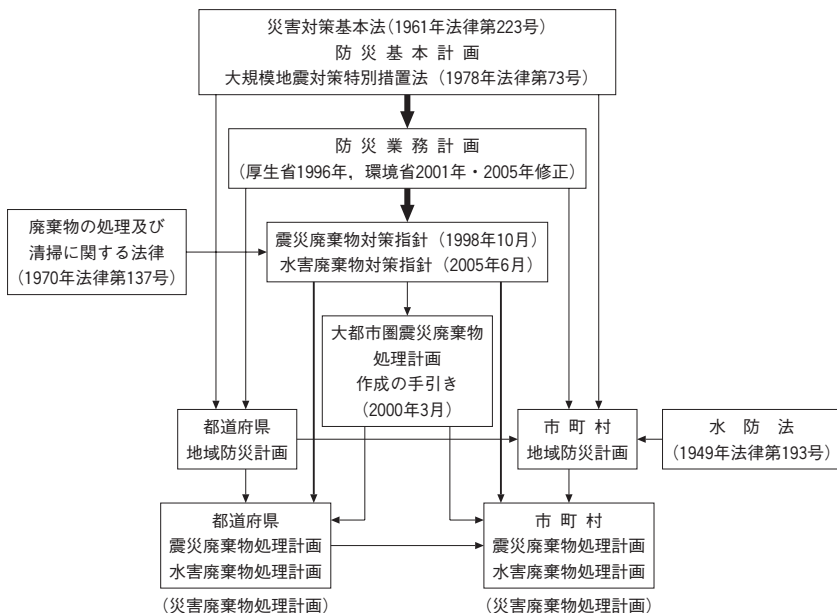 災害対策基本法(1961年法律第223号)
防災基本計画
大規模地震対策特別措置法(1978年法律第73号)
防災業務計画
(厚生省1996年,環境省2001年・2005年修正)
廃棄物の処理及び
清掃に関する法律
(1970年法律第137号)
震災廃棄物対策指針(1998年10月)
水害廃棄物対策指針(2005年6月)
大都市圏震災廃棄物
処理計画
作成の手引き
(2000年3月)
都道府県
地域防災計画
市町村
地域防災計画
水防法
(1949年法律第193号)
都道府県
震災廃棄物処理計画
水害廃棄物処理計画
(災害廃棄物処理計画)
市町村
震災廃棄物処理計画
水害廃棄物処理計画
(災害廃棄物処理計画)